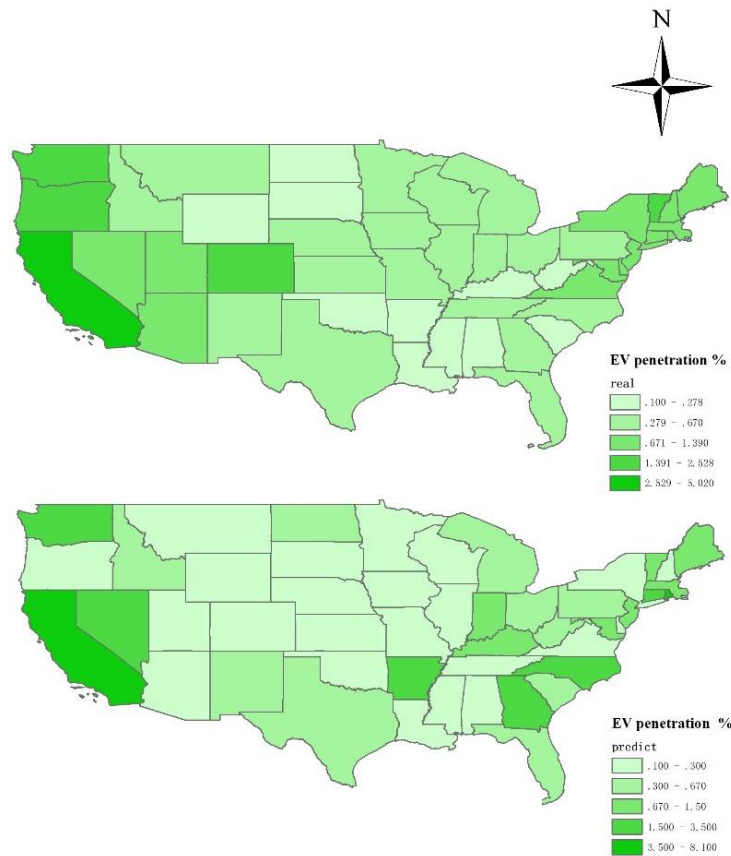 N
EV penetration %
real
.100 - .278
.279 - .670
.671 - 1.390
1.391 - 2.528
2.529 - 5.020
EV penetration %
predict
.100 - .300
.300 - .670
.670 - 1.50
1.500 - 3.500
3.500 - 8.100